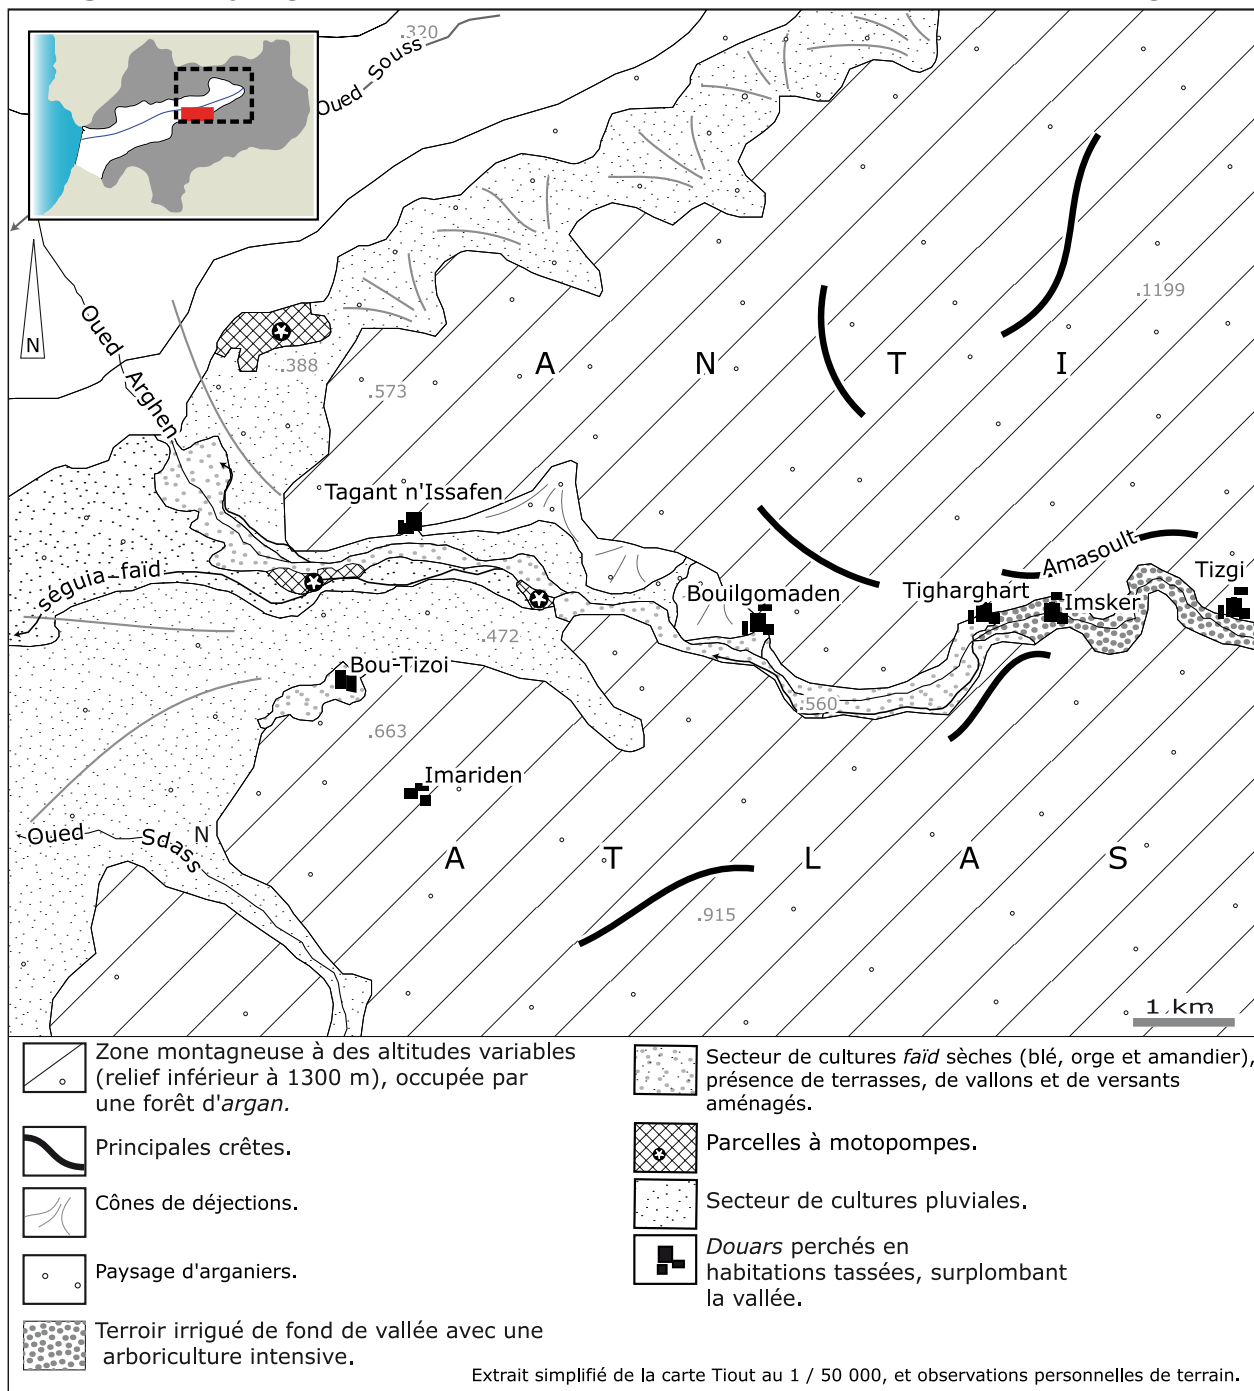 .320
Oued Souss
N
Oued Arghen
.1199
.388
.573
A N T I
Tagant n'Issafen
séguia faïd
Amasoult
Tizgi
Bouilgomaden
Tigharghart
Imsker
.472
Bou-Tizoi
.560
.663
Imariden
Oued Sdass
N
A T L A S
.915
1 km
Zone montagneuse à des altitudes variables
(relief inférieur à 1300 m), occupée par
une forêt d'argan.
Principales crêtes.
Cônes de déjections.
Paysage d'arganiers.
Terroir irrigué de fond de vallée avec une
arboriculture intensive.
Secteur de cultures faïd sèches (blé, orge et amandier),
présence de terrasses, de vallons et de versants
aménagés.
Parcelles à motopompes.
Secteur de cultures pluviales.
Douars perchés en
habitations tassées, surplombant
la vallée.
Extrait simplifié de la carte Tiout au 1 / 50 000, et observations personnelles de terrain.